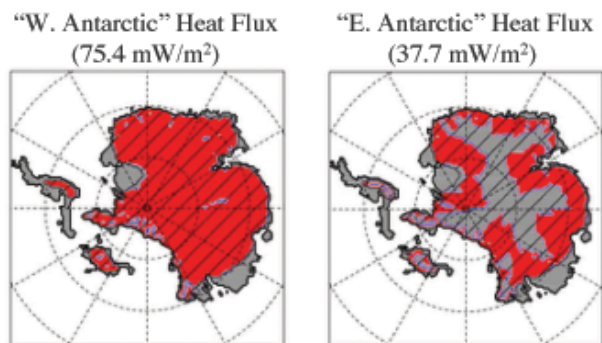 “W. Antarctic” Heat Flux
(75.4 mW/m²)
“E. Antarctic” Heat Flux
(37.7 mW/m²)